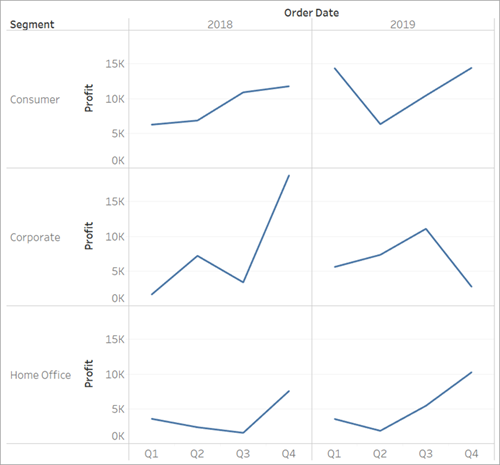 Order Date
Segment
2018
2019
Consumer
Profit
15K
10K
5K
0K
Corporate
Profit
15K
10K
5K
0K
Home Office
Profit
15K
10K
5K
0K
Q1 Q2 Q3 Q4 Q1 Q2 Q3 Q4